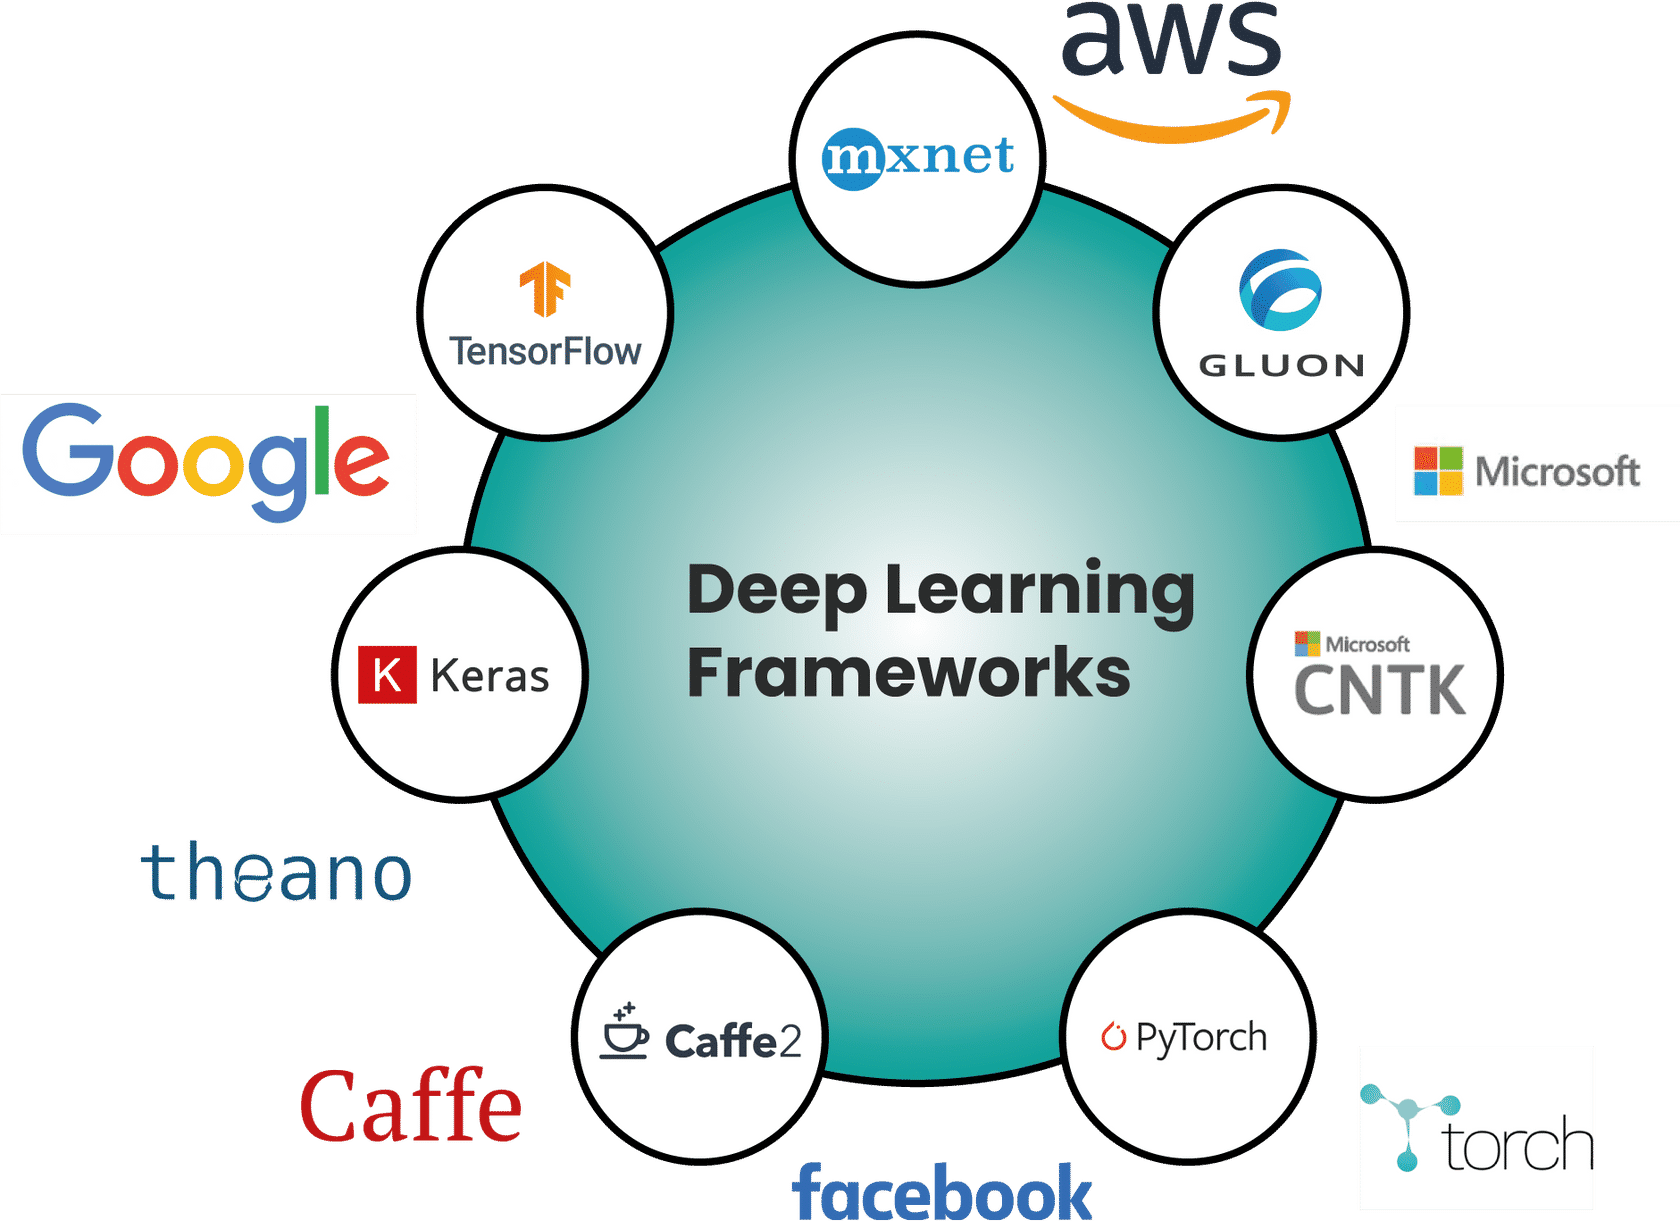 aws
mxnet
TensorFlow
GLUON
Google
Microsoft
Deep Learning
Frameworks
K Keras
Microsoft
CNTK
theano
Caffe2
PyTorch
Caffe
torch
facebook